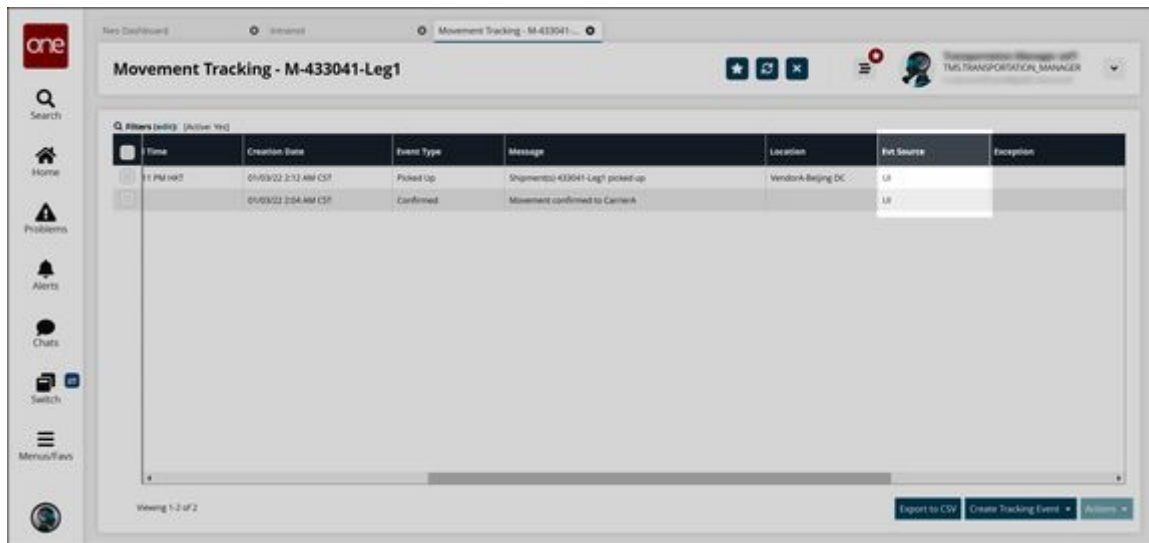 one
Neo Dashboard
Intransit
Movement Tracking - M-433041-...
Movement Tracking - M-433041-Leg1
TMS.TRANSPORTATION_MANAGER
Search
Home
Problems
Alerts
Chats
Switch
Menus/Favs
Filters (edit): [Active: Yes]
Time Creation Date Event Type Message Location Evt Source Exception
11 PM HKT 01/03/22 2:12 AM CST Picked Up Shipment(s) 433041-Leg1 picked up VendorA-Beijing DC UI
01/03/22 2:04 AM CST Confirmed Movement confirmed to CarrierA UI
Viewing 1-2 of 2
Export to CSV Create Tracking Event Actions